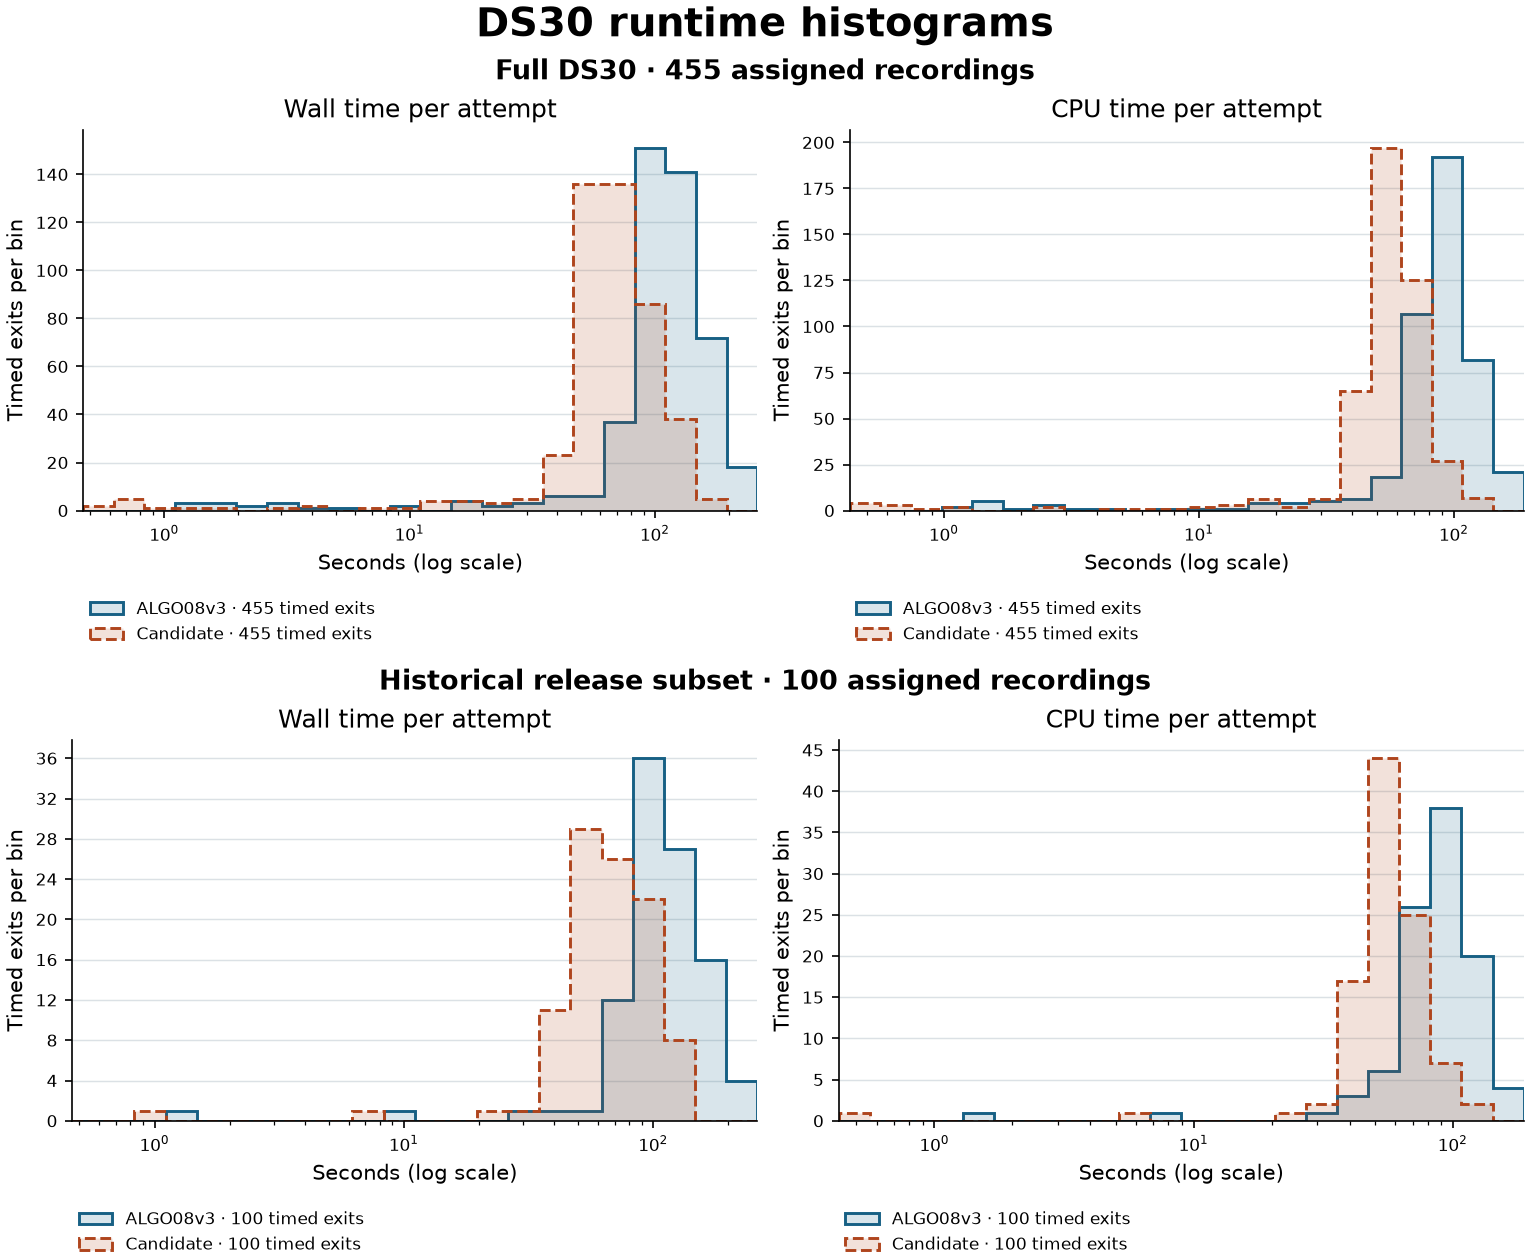 DS30 runtime histograms
Full DS30 · 455 assigned recordings
Wall time per attempt
Timed exits per bin
140
120
100
80
60
40
20
0
10⁰
10¹
10²
Seconds (log scale)
ALGO08v3 · 455 timed exits
Candidate · 455 timed exits
CPU time per attempt
Timed exits per bin
200
175
150
125
100
75
50
25
0
10⁰
10¹
10²
Seconds (log scale)
ALGO08v3 · 455 timed exits
Candidate · 455 timed exits
Historical release subset · 100 assigned recordings
Wall time per attempt
Timed exits per bin
36
32
28
24
20
16
12
8
4
0
10⁰
10¹
10²
Seconds (log scale)
ALGO08v3 · 100 timed exits
Candidate · 100 timed exits
CPU time per attempt
Timed exits per bin
45
40
35
30
25
20
15
10
5
0
10⁰
10¹
10²
Seconds (log scale)
ALGO08v3 · 100 timed exits
Candidate · 100 timed exits